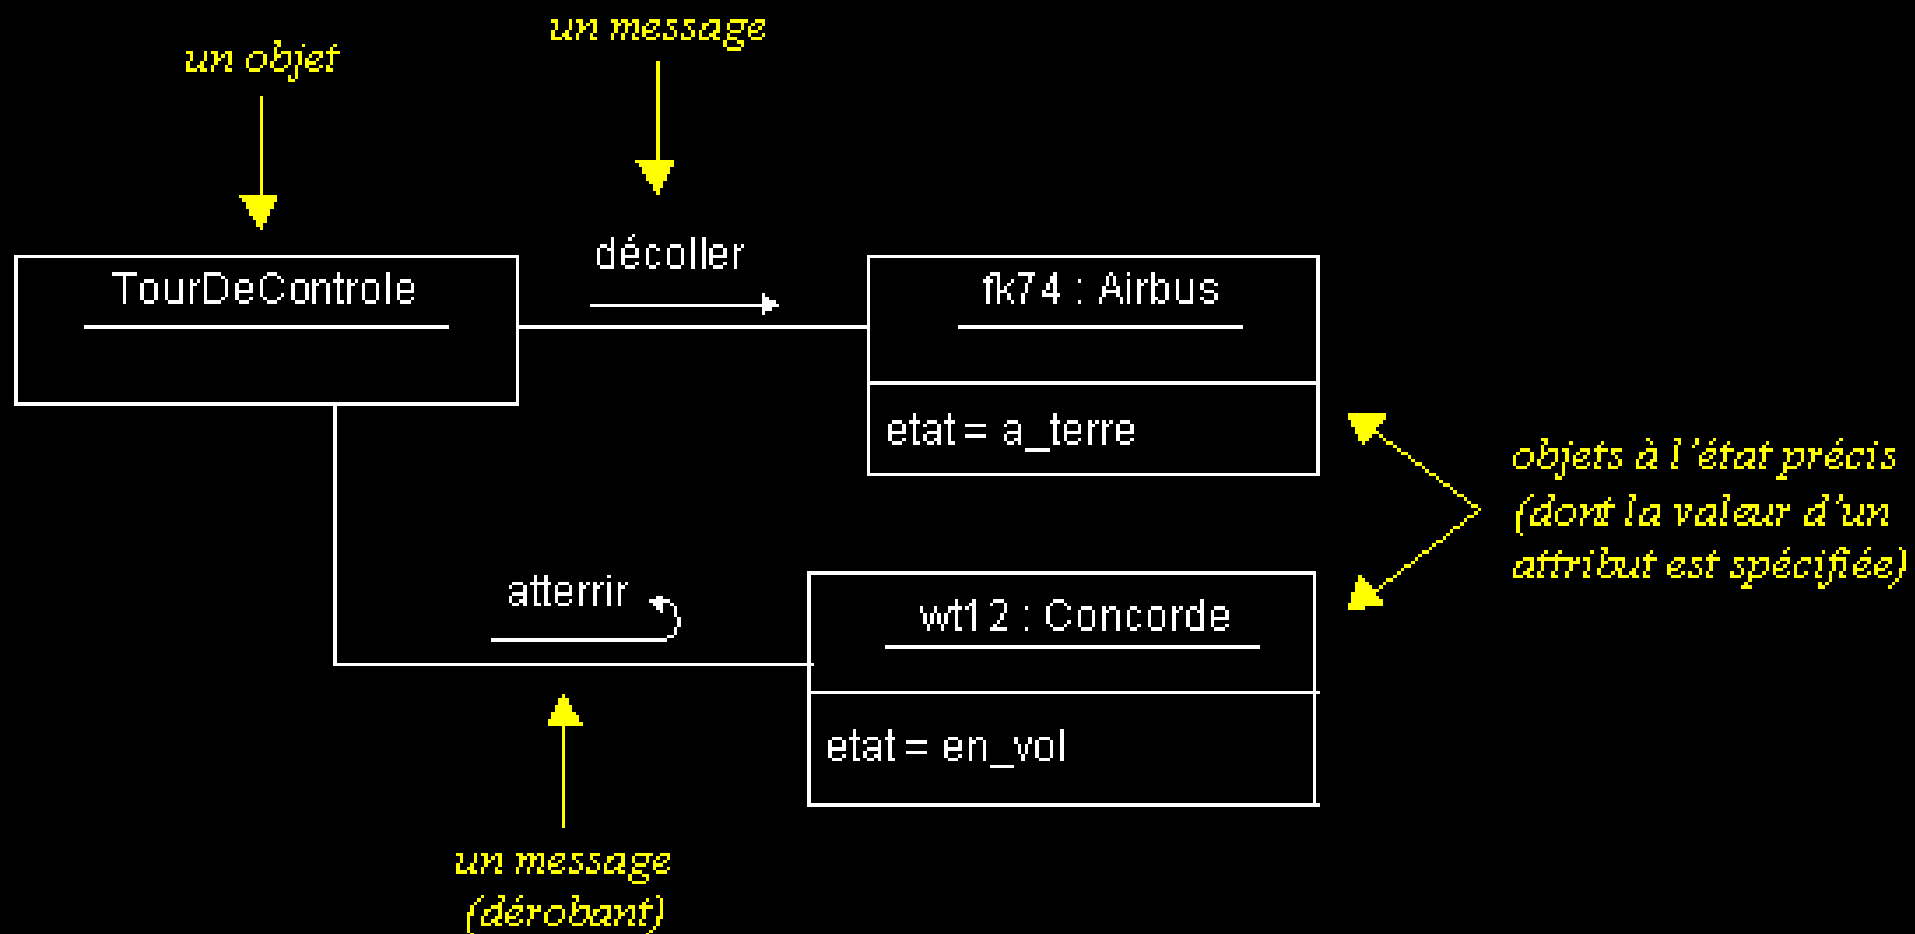 un objet
un message
décoller
TourDeControle
fk74 : Airbus
etat = a_terre
objets à l'état précis
(dont la valeur d'un
attribut est spécifiée)
atterrir
wt12 : Concorde
etat = en_vol
un message
(dérobant)